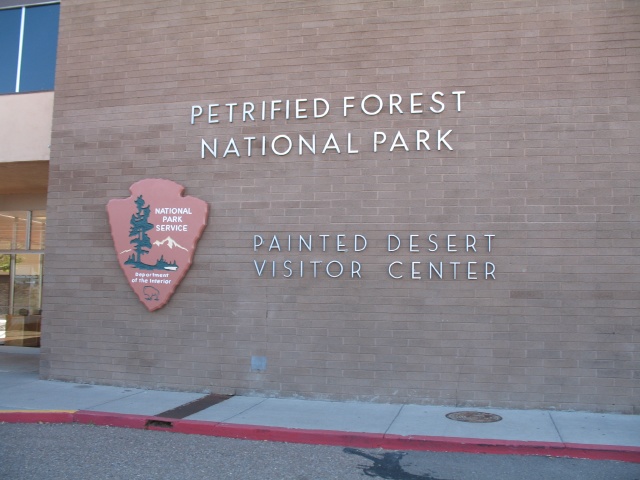 PETRIFIED FOREST
NATIONAL PARK
NATIONAL
PARK
SERVICE
Department
of the Interior
PAINTED DESERT
VISITOR CENTER